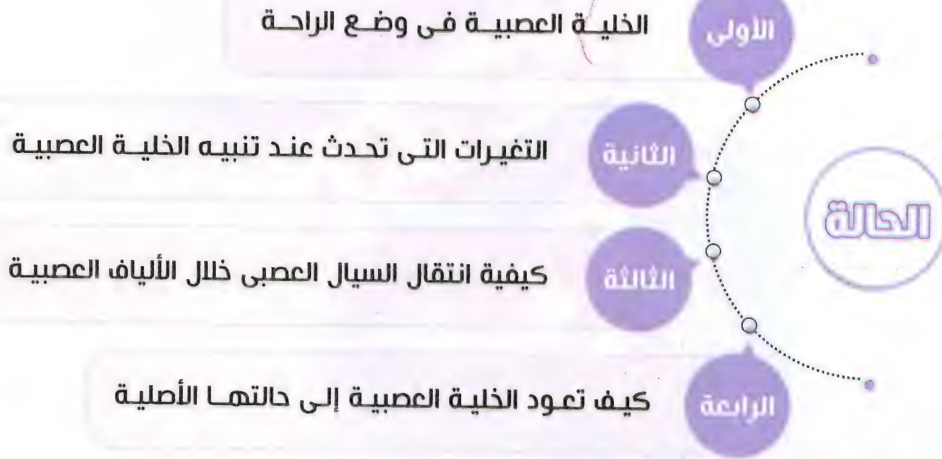 الحالة
الأولى
الخلية العصبية فى وضع الراحة
الثانية
التغيرات التى تحدث عند تنبيه الخلية العصبية
الثالثة
كيفية انتقال السيال العصبى خلال الألياف العصبية
الرابعة
كيف تعود الخلية العصبية إلى حالتها الأصلية